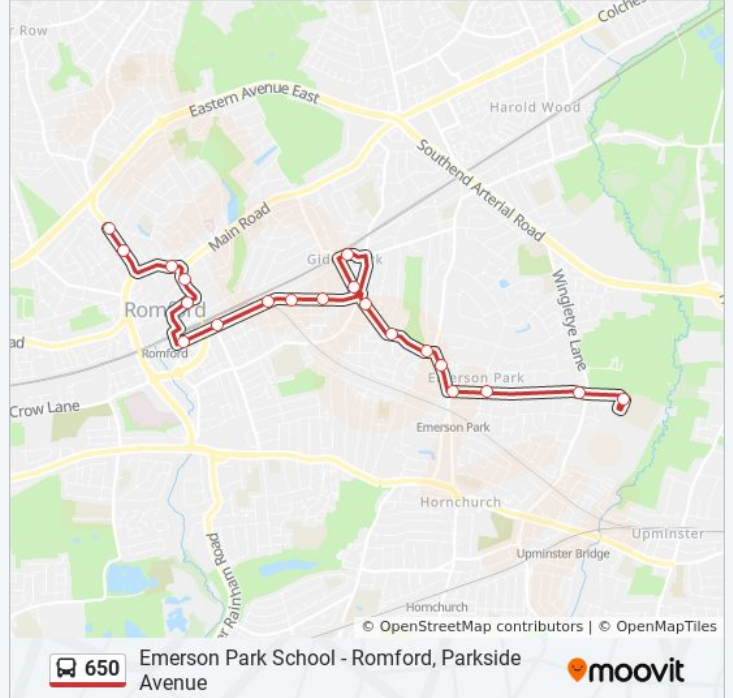 Colches
r Row
Eastern Avenue East
Harold Wood
Southend Arterial Road
Main Road
Gid
k
Wingletye Lane
Romford
Romford
ad
Crow Lane
E
erson Park
Emerson Park
Hornchurch
Upminster
Upminster Bridge
er Rainham Road
Hornchurch
© OpenStreetMap contributors | © OpenMapTiles
650
Emerson Park School - Romford, Parkside
Avenue
moovit